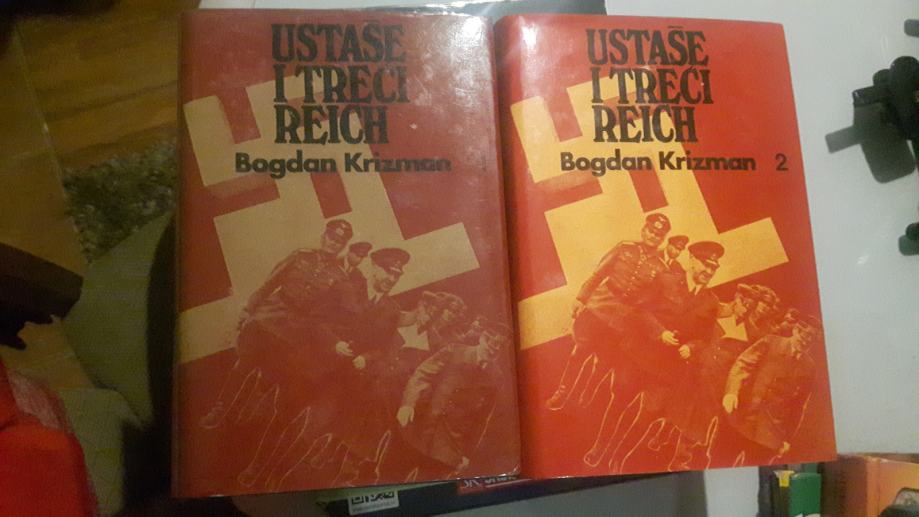 USTAŠE
I TREĆI
REICH
Bogdan Krizman
USTAŠE
I TREĆI
REICH
Bogdan Krizman 2